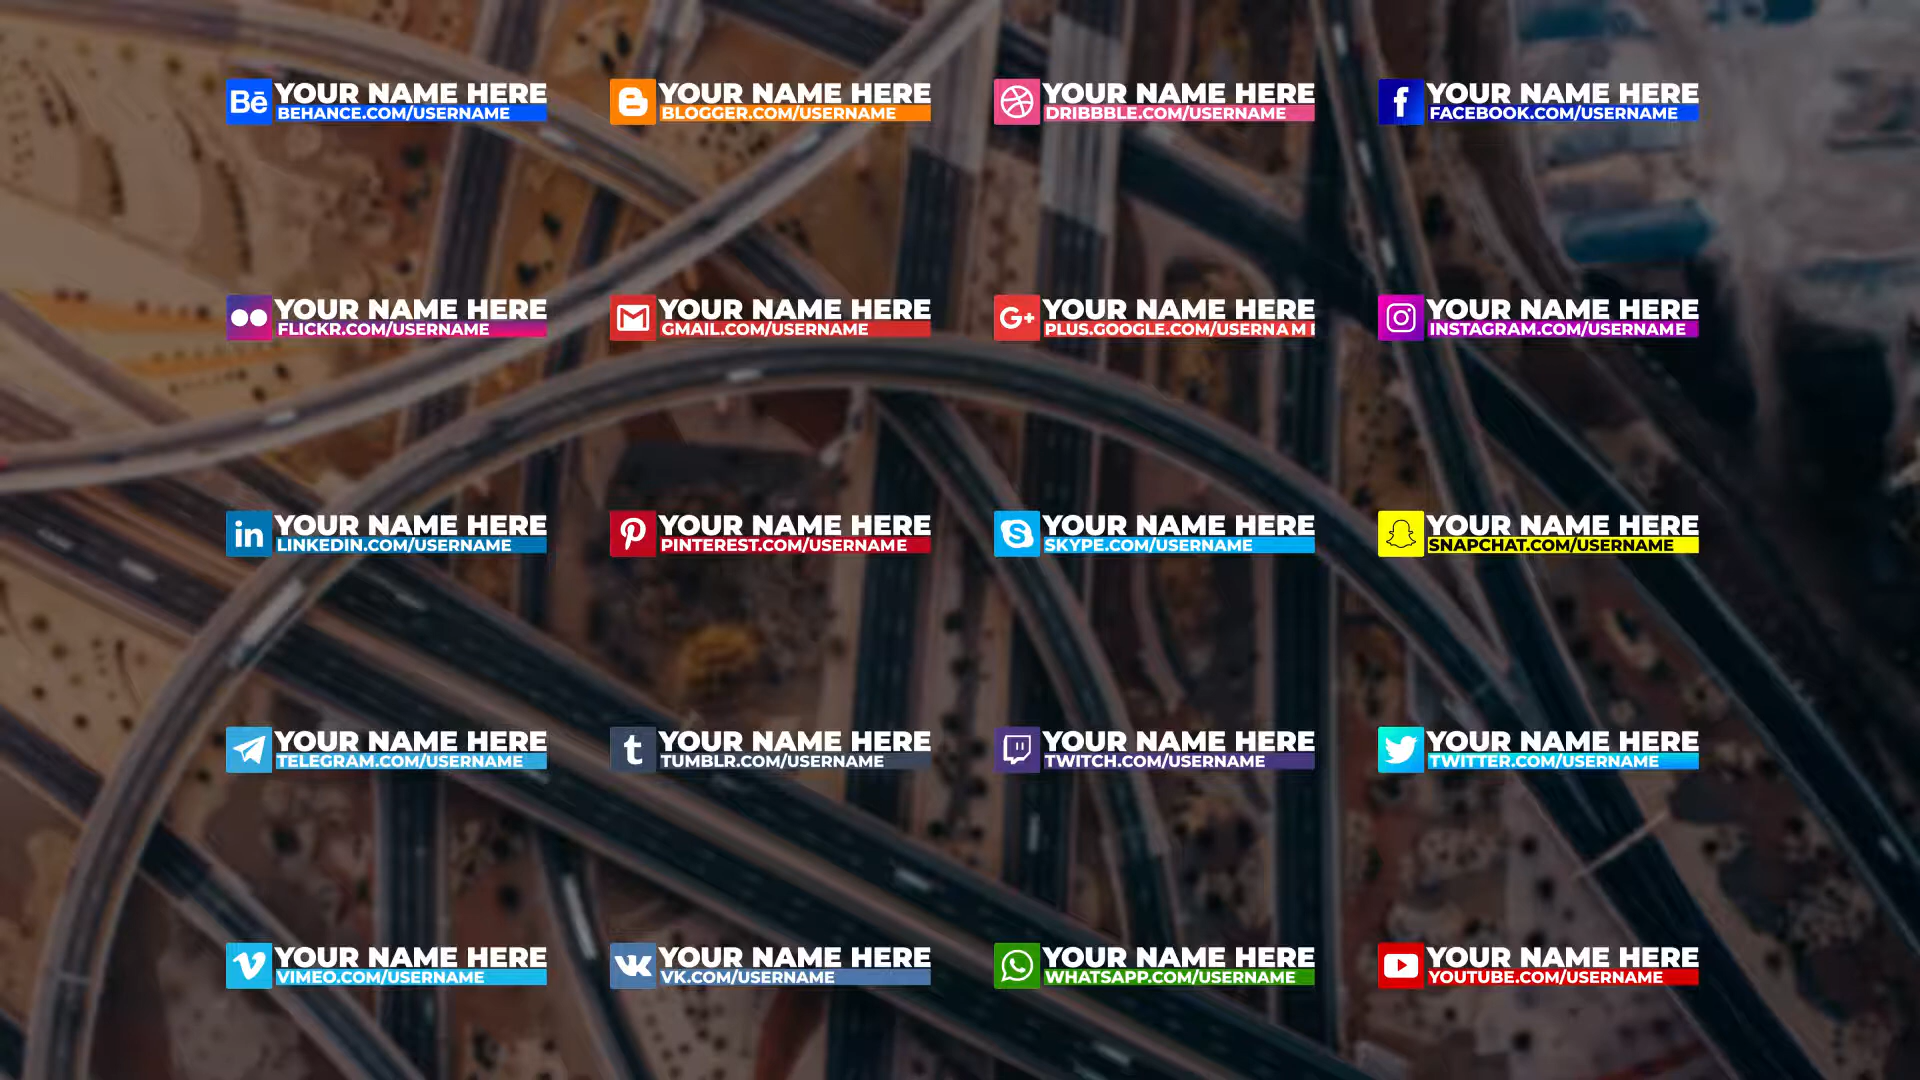 Bē YOUR NAME HERE
BEHANCE.COM/USERNAME
YOUR NAME HERE
BLOGGER.COM/USERNAME
YOUR NAME HERE
DRIBBBLE.COM/USERNAME
f YOUR NAME HERE
FACEBOOK.COM/USERNAME
YOUR NAME HERE
FLICKR.COM/USERNAME
M YOUR NAME HERE
GMAIL.COM/USERNAME
G+ YOUR NAME HERE
PLUS.GOOGLE.COM/USERNAME
YOUR NAME HERE
INSTAGRAM.COM/USERNAME
in YOUR NAME HERE
LINKEDIN.COM/USERNAME
YOUR NAME HERE
PINTEREST.COM/USERNAME
S YOUR NAME HERE
SKYPE.COM/USERNAME
YOUR NAME HERE
SNAPCHAT.COM/USERNAME
YOUR NAME HERE
TELEGRAM.COM/USERNAME
t YOUR NAME HERE
TUMBLR.COM/USERNAME
YOUR NAME HERE
TWITCH.COM/USERNAME
YOUR NAME HERE
TWITTER.COM/USERNAME
YOUR NAME HERE
VIMEO.COM/USERNAME
YOUR NAME HERE
VK.COM/USERNAME
YOUR NAME HERE
WHATSAPP.COM/USERNAME
YOUR NAME HERE
YOUTUBE.COM/USERNAME